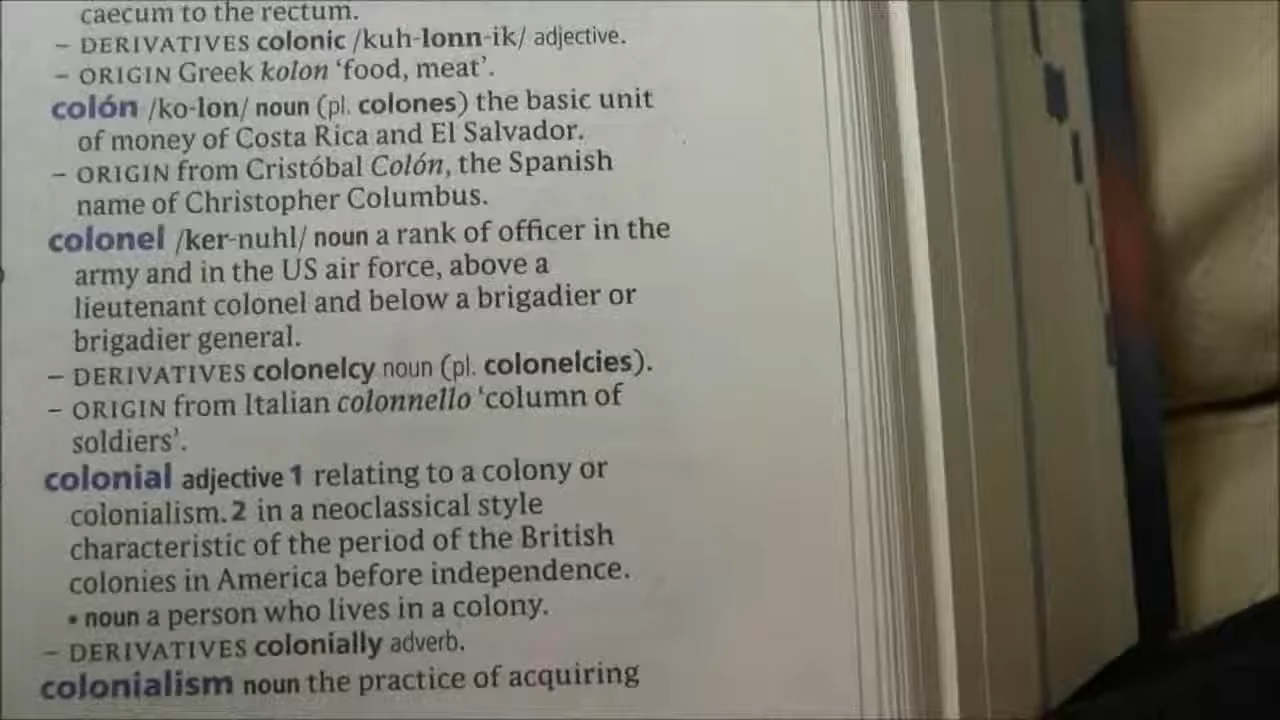 caecum to the rectum.
– DERIVATIVES colonic /kuh-lonn-ik/ adjective.
– ORIGIN Greek kolon ‘food, meat’.
colón /ko-lon/ noun (pl. colones) the basic unit
of money of Costa Rica and El Salvador.
– ORIGIN from Cristóbal Colón, the Spanish
name of Christopher Columbus.
colonel /ker-nuhl/ noun a rank of officer in the
army and in the US air force, above a
lieutenant colonel and below a brigadier or
brigadier general.
– DERIVATIVES colonelcy noun (pl. colonelcies).
– ORIGIN from Italian colonnello ‘column of
soldiers’.
colonial adjective 1 relating to a colony or
colonialism. 2 in a neoclassical style
characteristic of the period of the British
colonies in America before independence.
• noun a person who lives in a colony.
– DERIVATIVES colonially adverb.
colonialism noun the practice of acquiring